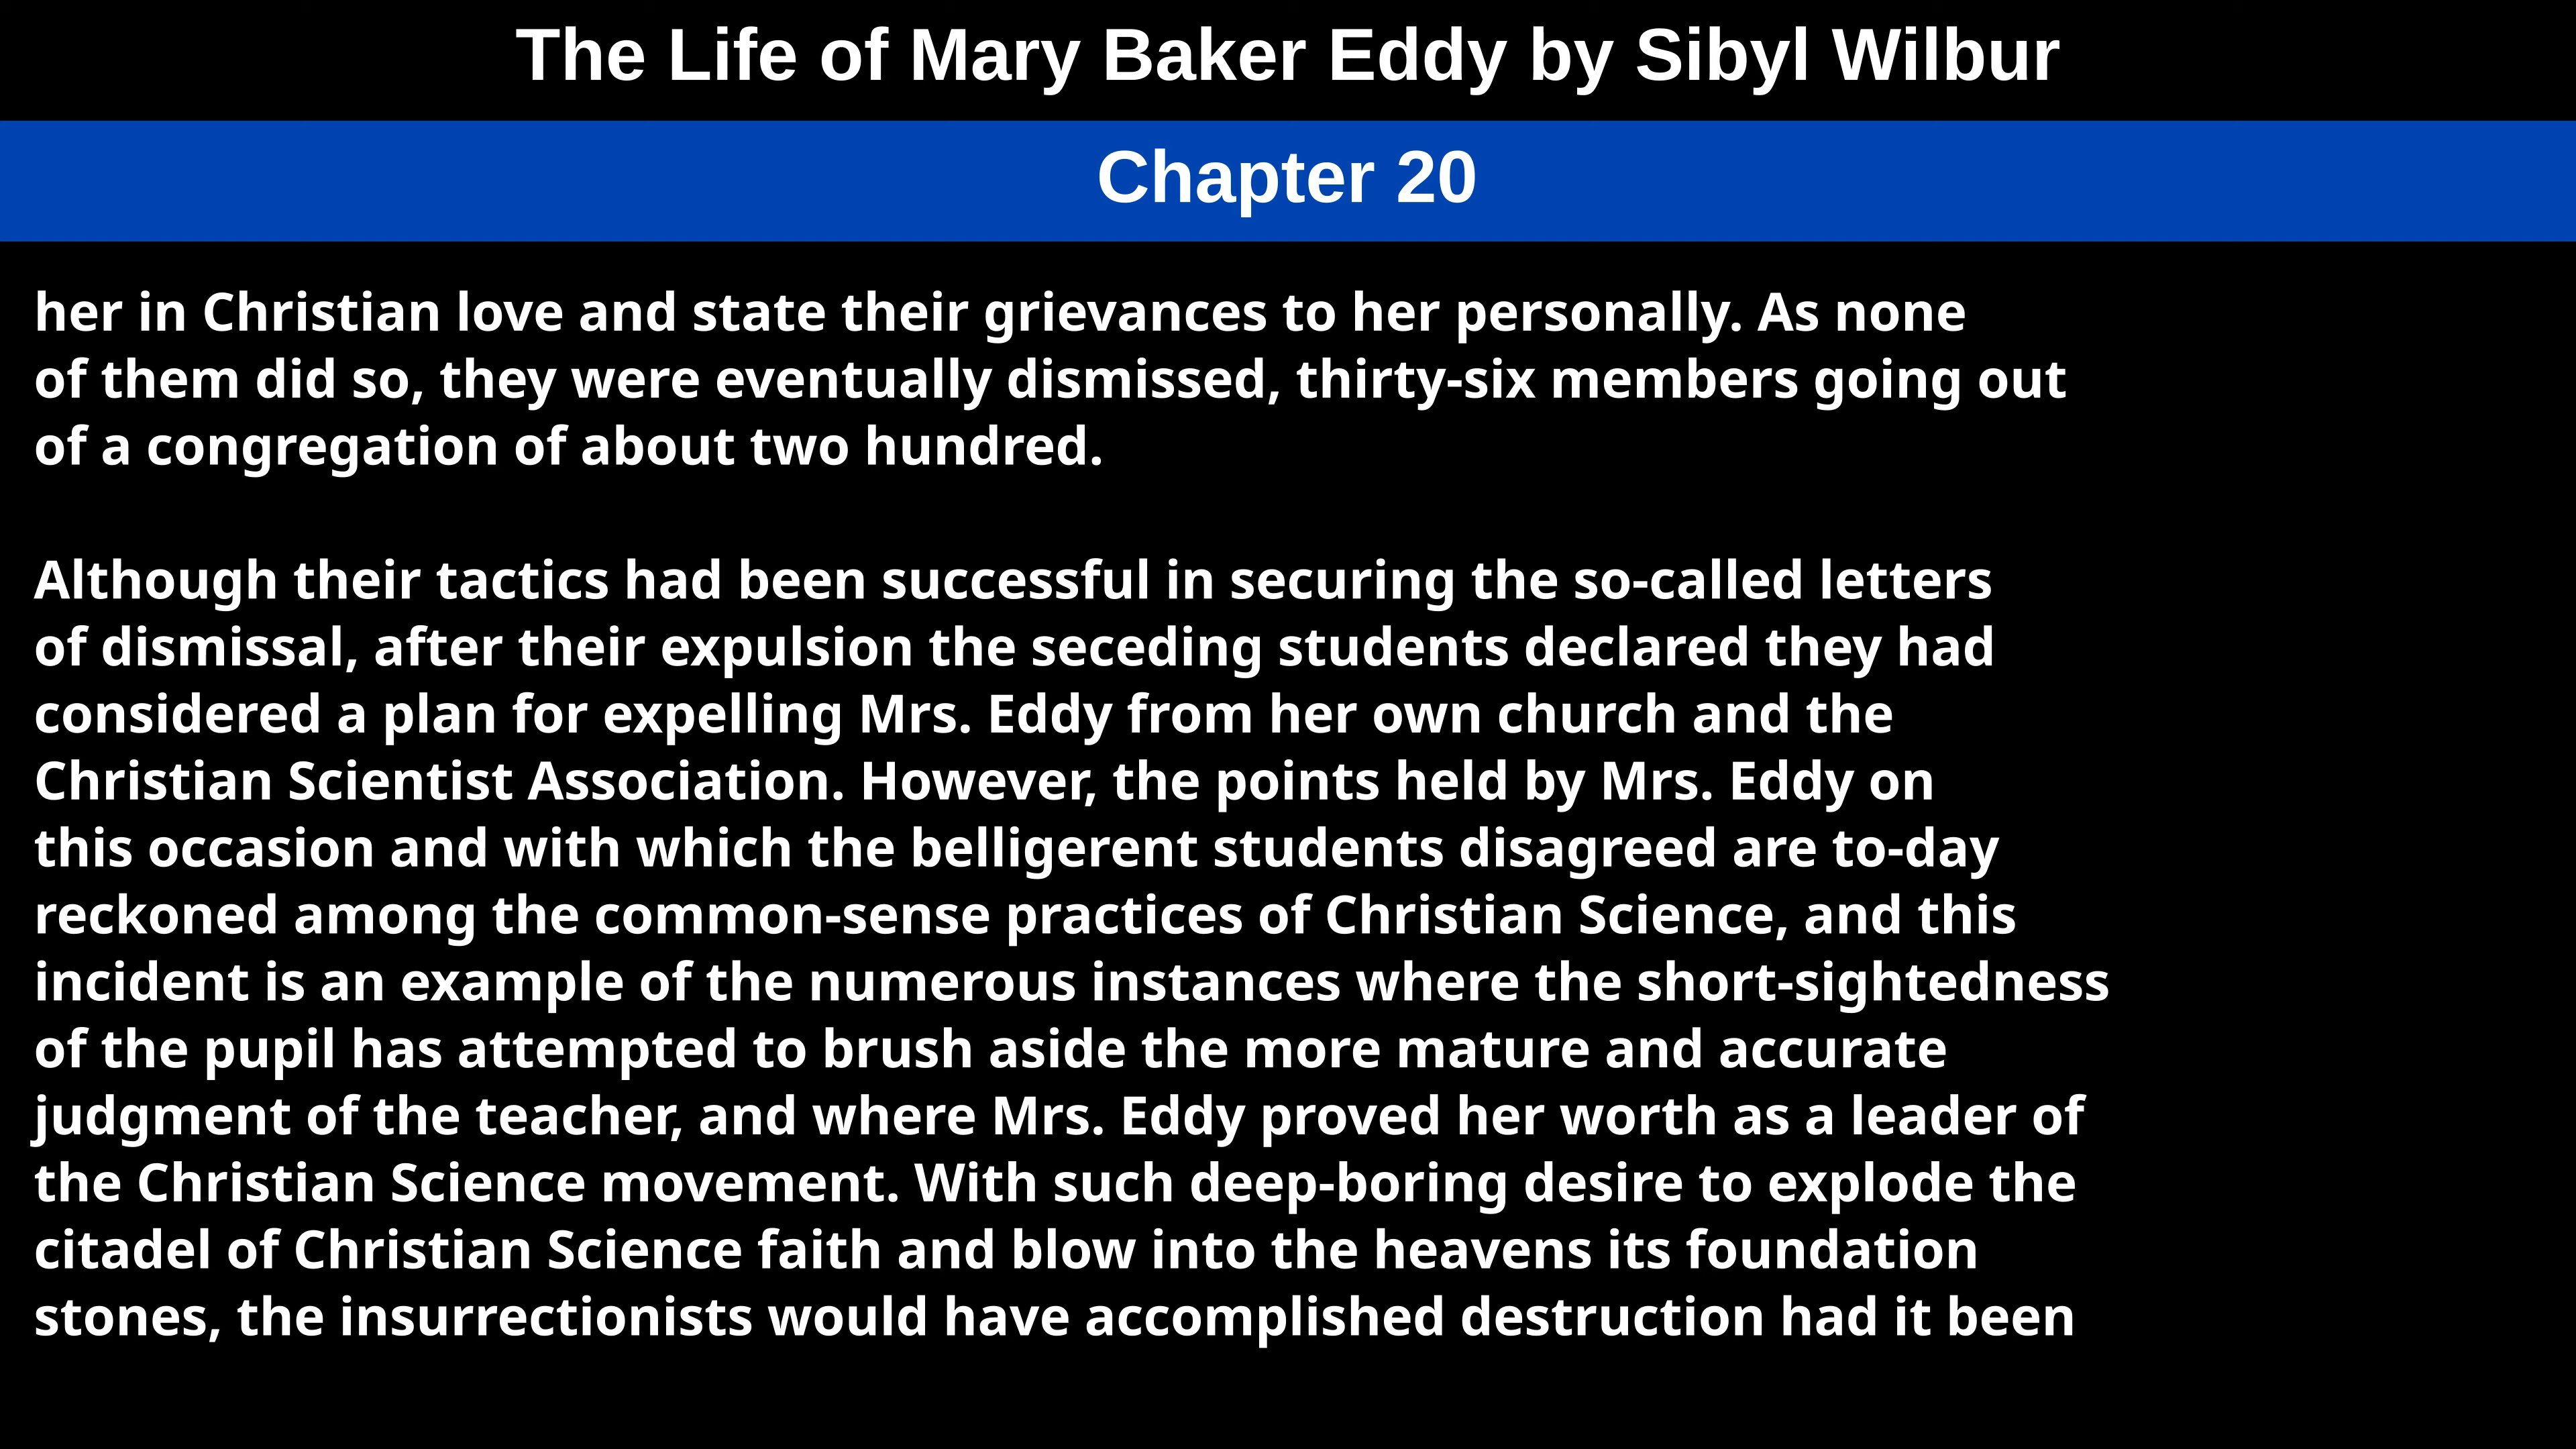 The Life of Mary Baker Eddy by Sibyl Wilbur
Chapter 20
her in Christian love and state their grievances to her personally. As none
of them did so, they were eventually dismissed, thirty-six members going out
of a congregation of about two hundred.
Although their tactics had been successful in securing the so-called letters
of dismissal, after their expulsion the seceding students declared they had
considered a plan for expelling Mrs. Eddy from her own church and the
Christian Scientist Association. However, the points held by Mrs. Eddy on
this occasion and with which the belligerent students disagreed are to-day
reckoned among the common-sense practices of Christian Science, and this
incident is an example of the numerous instances where the short-sightedness
of the pupil has attempted to brush aside the more mature and accurate
judgment of the teacher, and where Mrs. Eddy proved her worth as a leader of
the Christian Science movement. With such deep-boring desire to explode the
citadel of Christian Science faith and blow into the heavens its foundation
stones, the insurrectionists would have accomplished destruction had it been